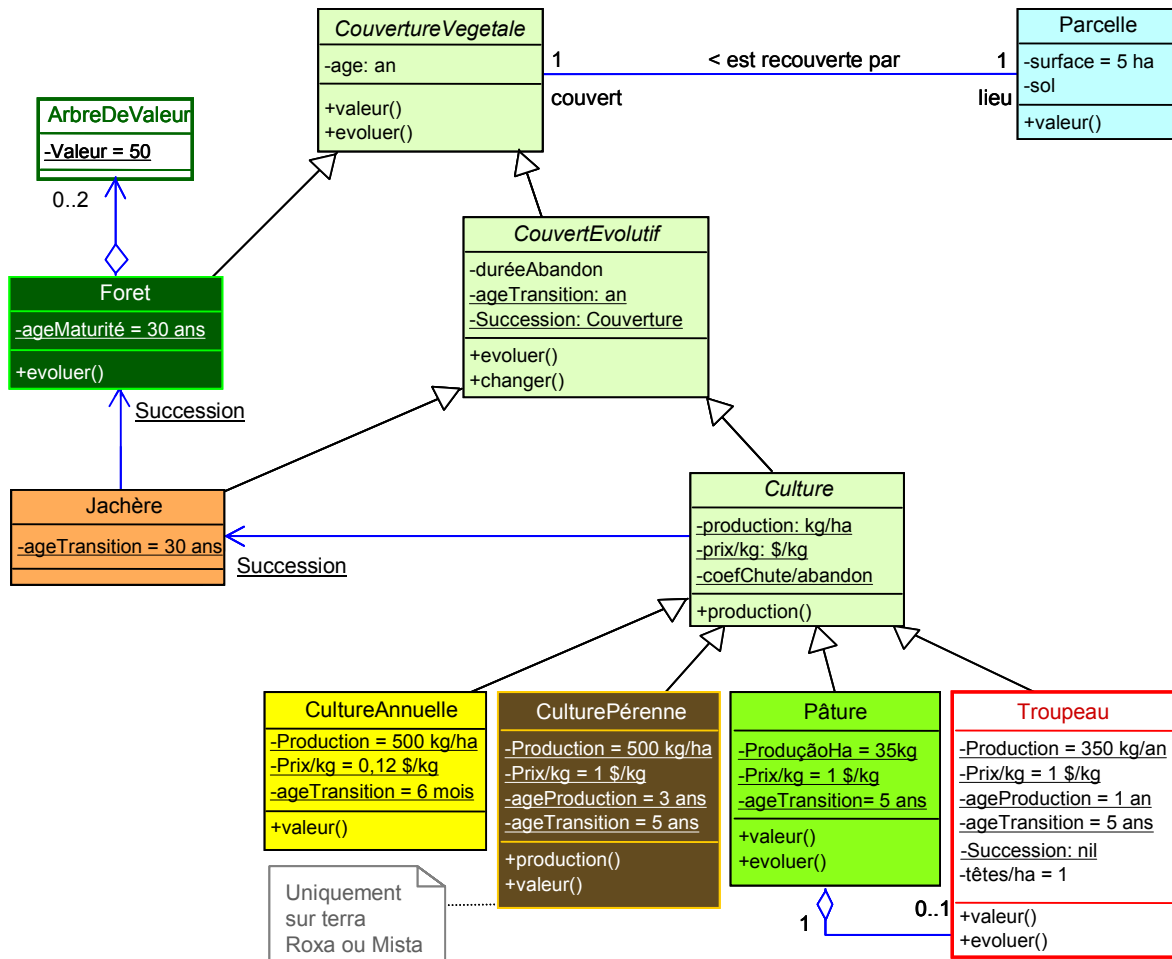 CouvertureVegetale
-age: an
+valeur()
+evoluer()
1
couvert
< est recouverte par
1
lieu
Parcelle
-surface = 5 ha
-sol
+valeur()
ArbreDeValeur
-Valeur = 50
0..2
Foret
-ageMaturité = 30 ans
+evoluer()
CouvertEvolutif
-duréeAbandon
-ageTransition: an
-Succession: Couverture
+evoluer()
+changer()
Succession
Jachère
-ageTransition = 30 ans
Succession
Culture
-production: kg/ha
-prix/kg: $/kg
-coefChute/abandon
+production()
CultureAnnuelle
-Production = 500 kg/ha
-Prix/kg = 0,12 $/kg
-ageTransition = 6 mois
+valeur()
CulturePérenne
-Production = 500 kg/ha
-Prix/kg = 1 $/kg
-ageProduction = 3 ans
-ageTransition = 5 ans
+production()
+valeur()
Pâture
-ProduçãoHa = 35kg
-Prix/kg = 1 $/kg
-ageTransition= 5 ans
+valeur()
+evoluer()
Troupeau
-Production = 350 kg/an
-Prix/kg = 1 $/kg
-ageProduction = 1 an
-ageTransition = 5 ans
-Succession: nil
-têtes/ha = 1
+valeur()
+evoluer()
1
0..1
Uniquement
sur terra
Roxa ou Mista